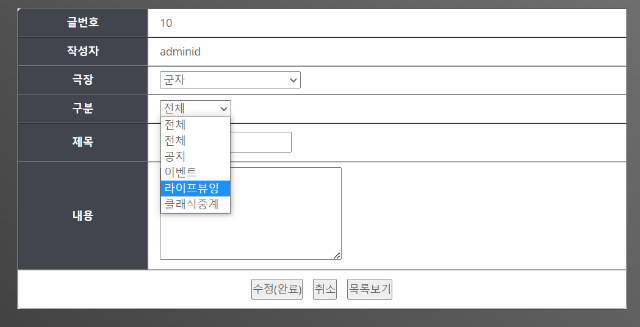 글번호 10
작성자 adminid
극장 군자
구분 전체
전체
전체
공지
이벤트
라이프뷰잉
클래식중계
제목
내용
수정(완료) 취소 목록보기